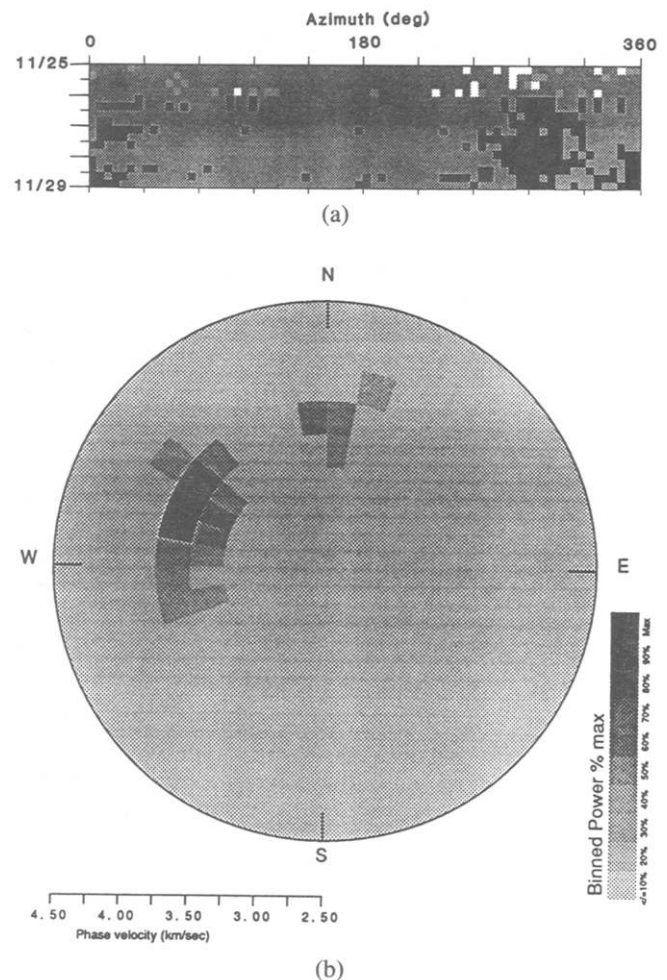 Azimuth (deg)
0 180 360
11/25
11/29
(a)
N
W
E
S
Binned Power % max
</=10% 20% 30% 40% 50% 60% 70% 80% 90% Max
4.50 4.00 3.50 3.00 2.50
Phase velocity (km/sec)
(b)